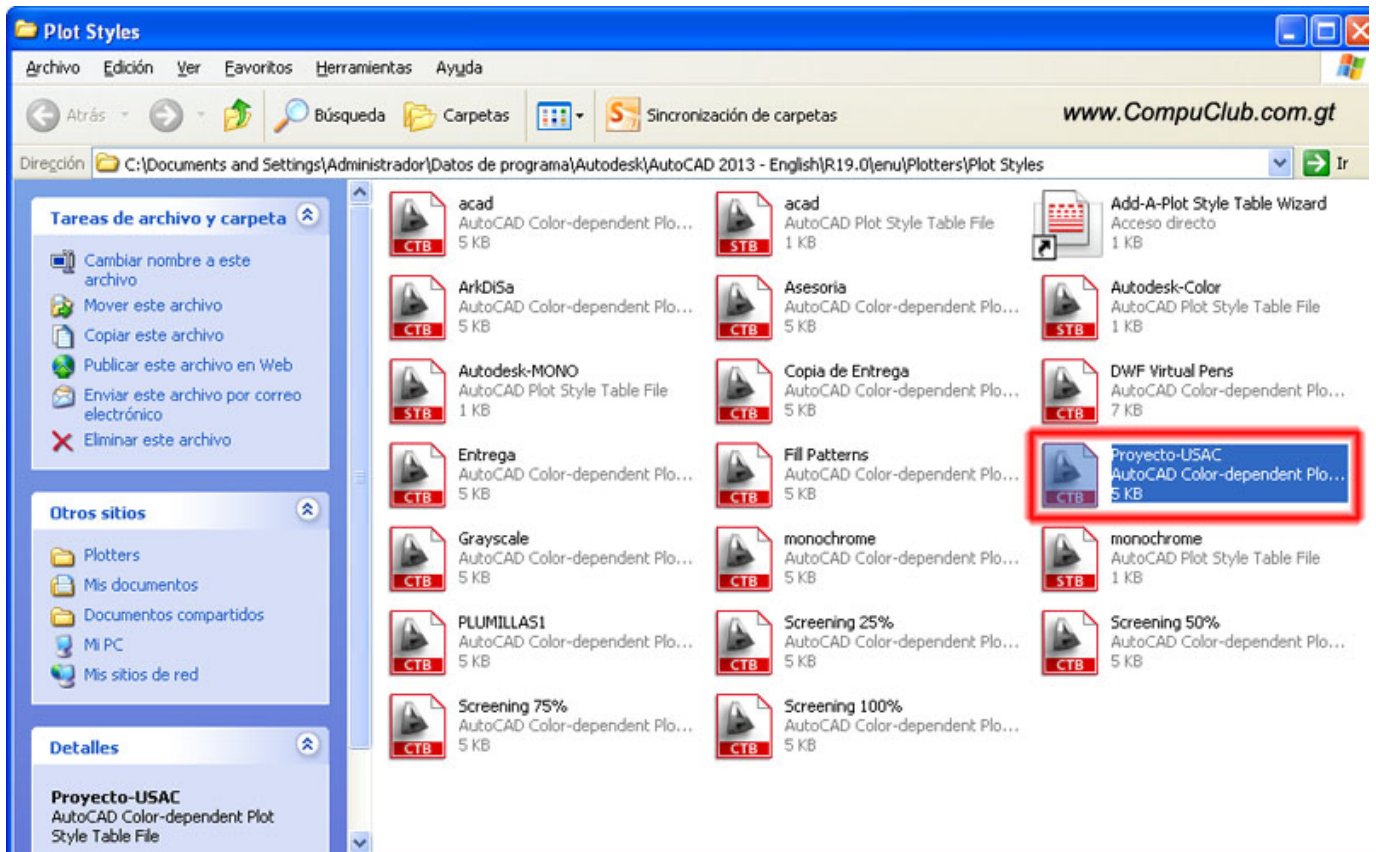 Plot Styles
Archivo Edición Ver Favoritos Herramientas Ayuda
Atrás Búsqueda Carpetas Sincronización de carpetas www.CompuClub.com.gt
Dirección C:\Documents and Settings\Administrador\Datos de programa\Autodesk\AutoCAD 2013 - English\R19.0\enu\Plotters\Plot Styles Ir
Tareas de archivo y carpeta
Cambiar nombre a este
archivo
Mover este archivo
Copiar este archivo
Publicar este archivo en Web
Enviar este archivo por correo
electrónico
Eliminar este archivo
Otros sitios
Plotters
Mis documentos
Documentos compartidos
Mi PC
Mis sitios de red
Detalles
Proyecto-USAC
AutoCAD Color-dependent Plot
Style Table File
acad
AutoCAD Color-dependent Plo...
5 KB
CTB
acad
AutoCAD Plot Style Table File
1 KB
STB
Add-A-Plot Style Table Wizard
Acceso directo
1 KB
ArkDiSa
AutoCAD Color-dependent Plo...
5 KB
CTB
Asesoria
AutoCAD Color-dependent Plo...
5 KB
CTB
Autodesk-Color
AutoCAD Plot Style Table File
1 KB
STB
Autodesk-MONO
AutoCAD Plot Style Table File
1 KB
STB
Copia de Entrega
AutoCAD Color-dependent Plo...
5 KB
CTB
DWF Virtual Pens
AutoCAD Color-dependent Plo...
7 KB
CTB
Entrega
AutoCAD Color-dependent Plo...
5 KB
CTB
Fill Patterns
AutoCAD Color-dependent Plo...
5 KB
CTB
Proyecto-USAC
AutoCAD Color-dependent Plo...
5 KB
CTB
Grayscale
AutoCAD Color-dependent Plo...
5 KB
CTB
monochrome
AutoCAD Color-dependent Plo...
5 KB
CTB
monochrome
AutoCAD Plot Style Table File
1 KB
STB
PLUMILLAS1
AutoCAD Color-dependent Plo...
5 KB
CTB
Screening 25%
AutoCAD Color-dependent Plo...
5 KB
CTB
Screening 50%
AutoCAD Color-dependent Plo...
5 KB
CTB
Screening 75%
AutoCAD Color-dependent Plo...
5 KB
CTB
Screening 100%
AutoCAD Color-dependent Plo...
5 KB
CTB